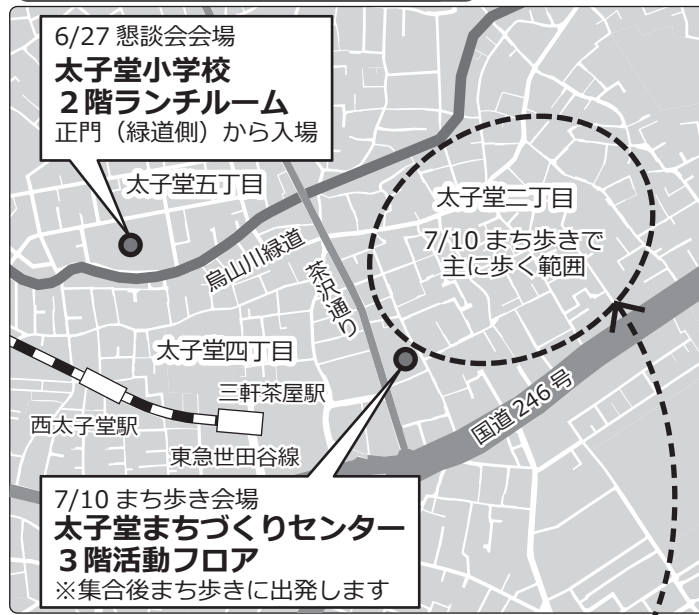 6/27 懇談会会場
太子堂小学校
２階ランチルーム
正門（緑道側）から入場
太子堂五丁目
太子堂二丁目
7/10 まち歩きで
主に歩く範囲
烏山川緑道
茶沢通り
太子堂四丁目
三軒茶屋駅
西太子堂駅
東急世田谷線
国道 246 号
7/10 まち歩き会場
太子堂まちづくりセンター
３階活動フロア
※集合後まち歩きに出発します